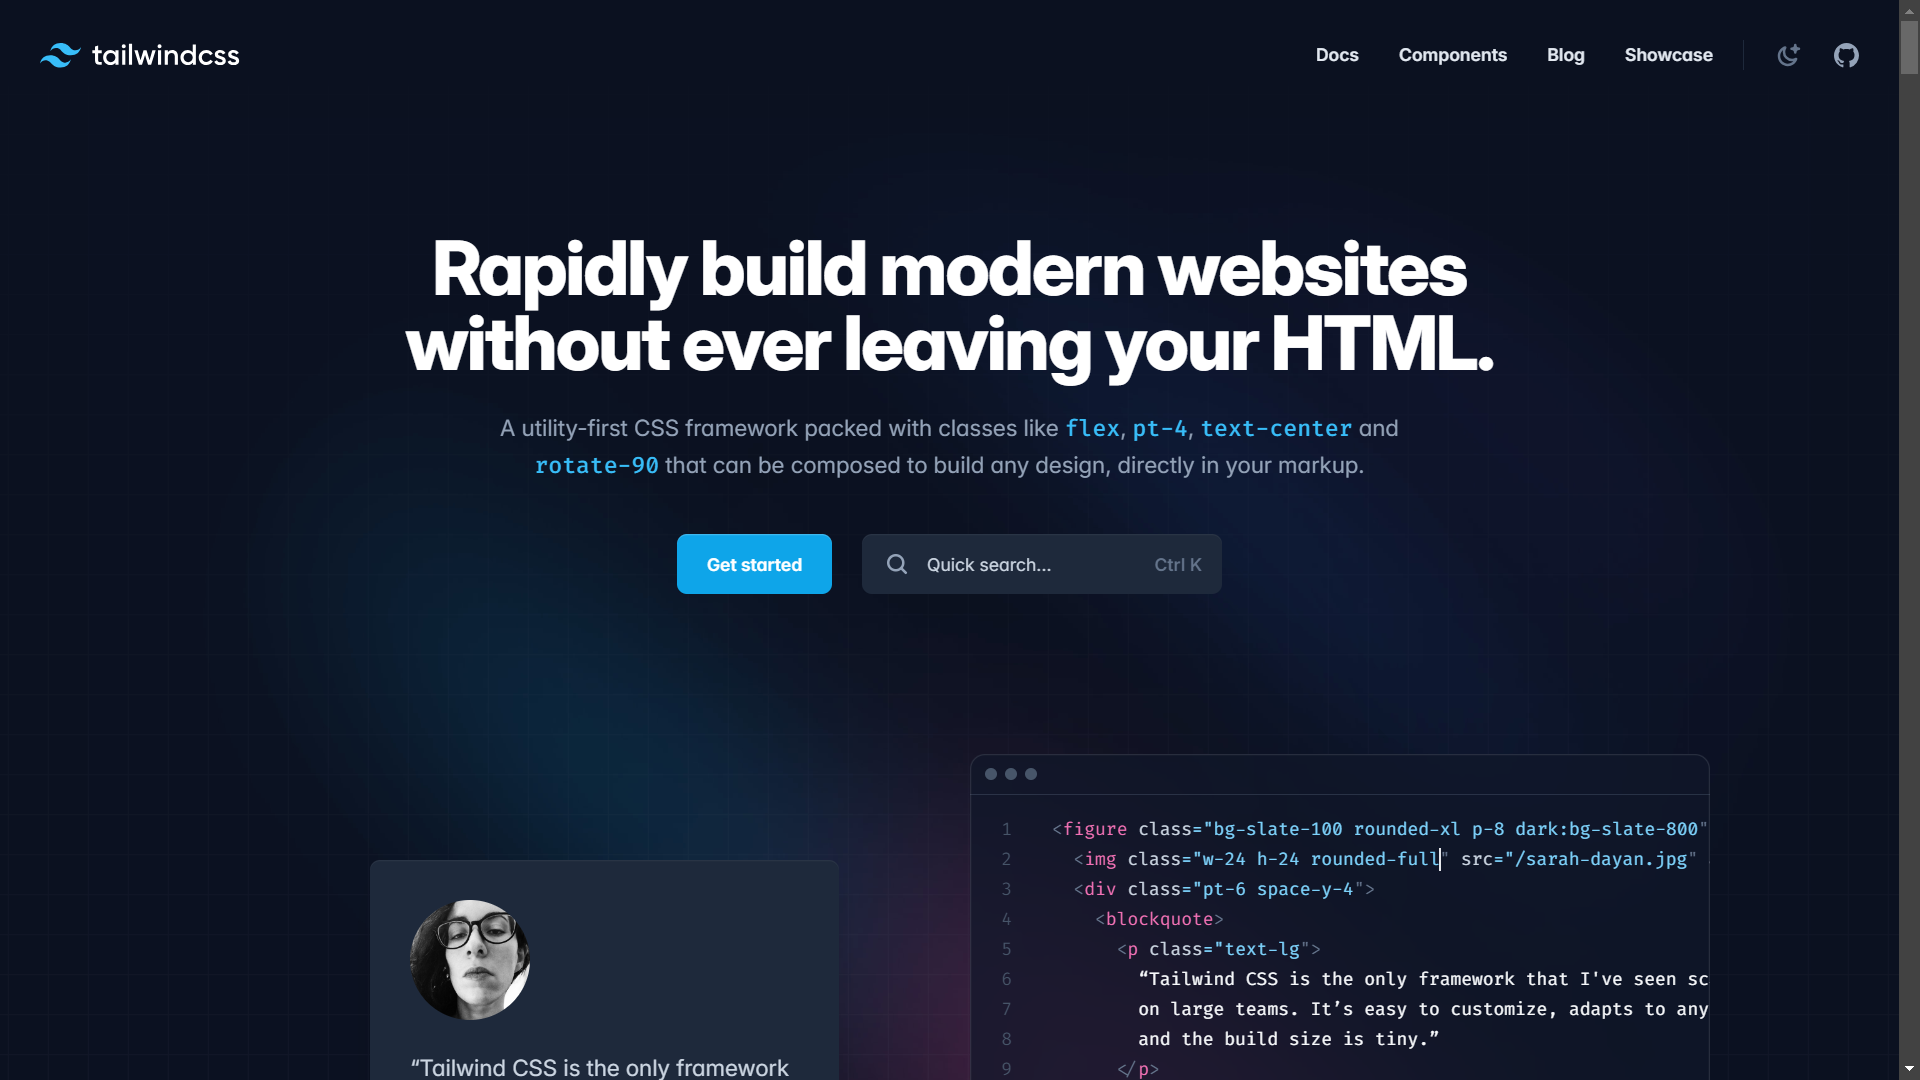 tailwindcss
Docs Components Blog Showcase
Rapidly build modern websites
without ever leaving your HTML.
A utility-first CSS framework packed with classes like flex, pt-4, text-center and
rotate-90 that can be composed to build any design, directly in your markup.
Get started
Quick search... Ctrl K
“Tailwind CSS is the only framework
1 <figure class="bg-slate-100 rounded-xl p-8 dark:bg-slate-800"
2 <img class="w-24 h-24 rounded-full" src="/sarah-dayan.jpg"
3 <div class="pt-6 space-y-4">
4 <blockquote>
5 <p class="text-lg">
6 “Tailwind CSS is the only framework that I've seen sc
7 on large teams. It’s easy to customize, adapts to any
8 and the build size is tiny.”
9 </p>